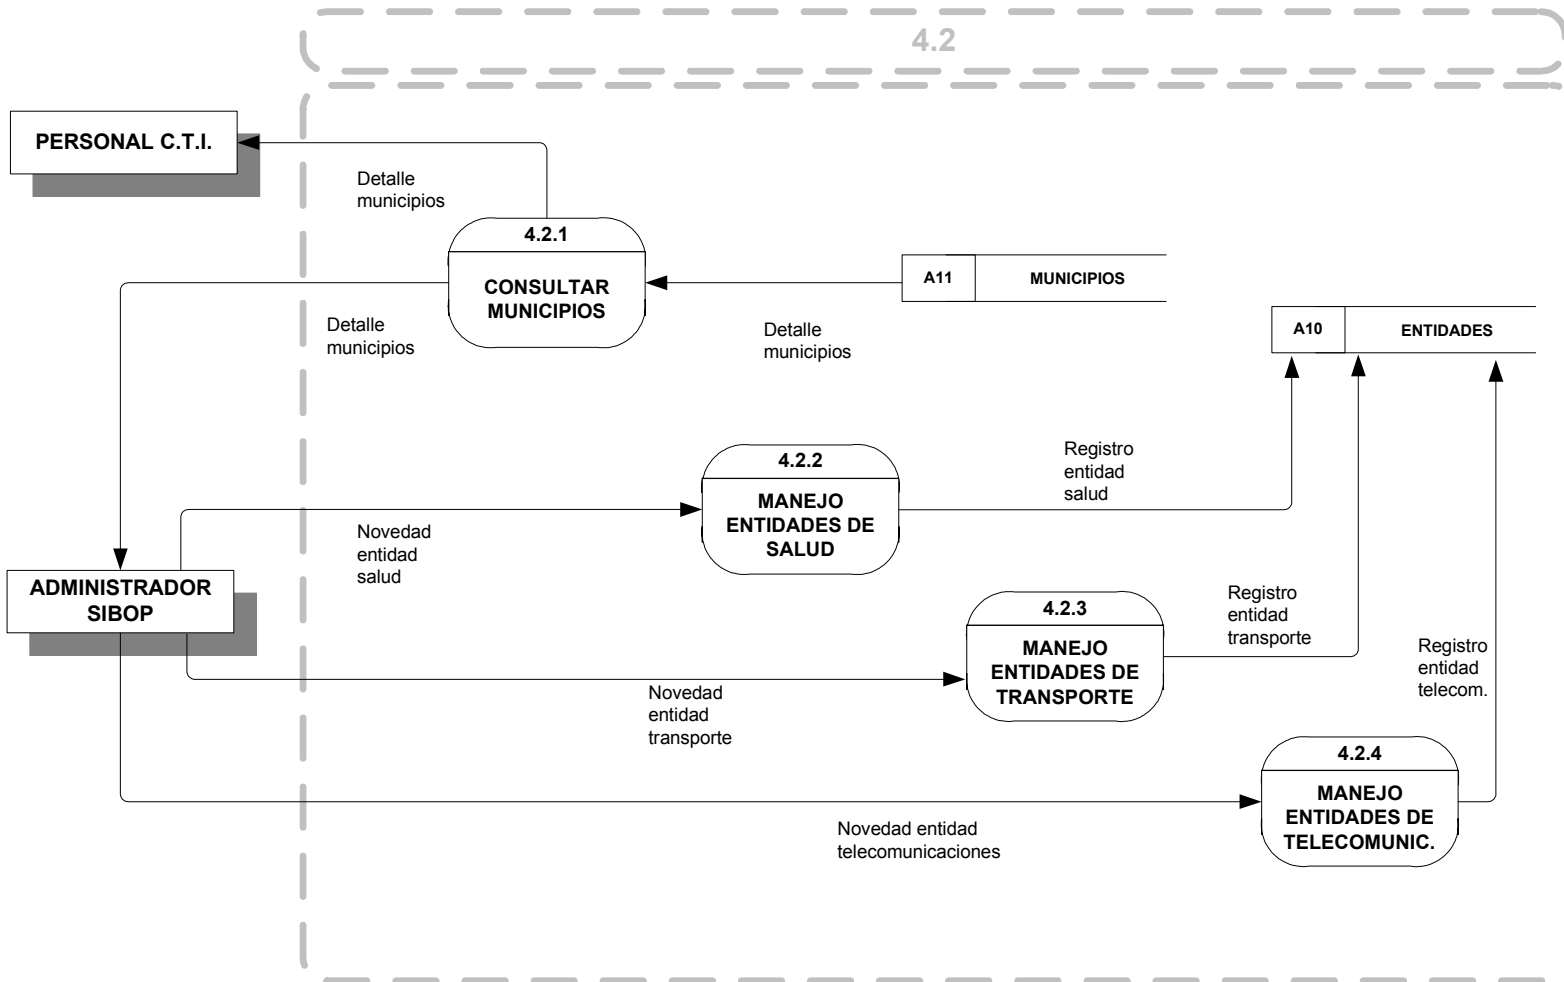 4.2
PERSONAL C.T.I.
Detalle
municipios
4.2.1
CONSULTAR
MUNICIPIOS
A11
MUNICIPIOS
Detalle
municipios
Detalle
municipios
A10
ENTIDADES
4.2.2
MANEJO
ENTIDADES DE
SALUD
Registro
entidad
salud
Novedad
entidad
salud
ADMINISTRADOR
SIBOP
4.2.3
MANEJO
ENTIDADES DE
TRANSPORTE
Registro
entidad
transporte
Registro
entidad
telecom.
Novedad
entidad
transporte
4.2.4
MANEJO
ENTIDADES DE
TELECOMUNIC.
Novedad entidad
telecomunicaciones